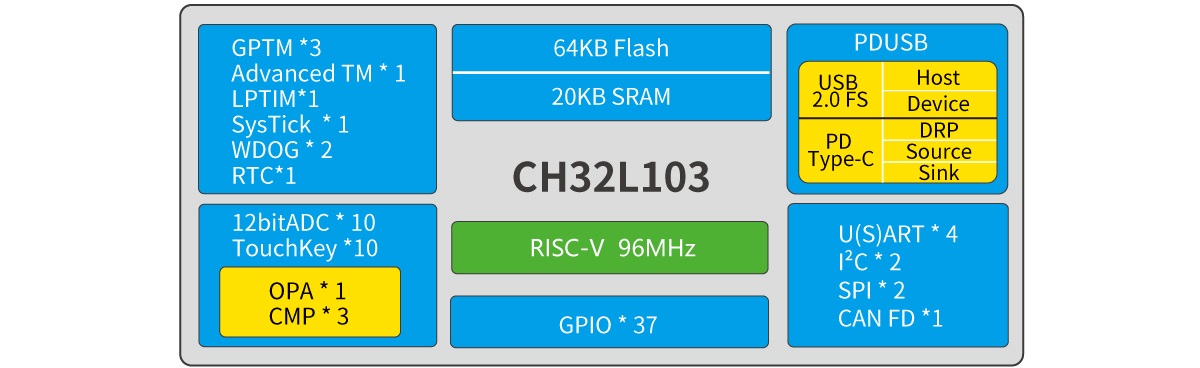 GPTM *3
Advanced TM * 1
LPTIM*1
SysTick * 1
WDOG * 2
RTC*1
12bitADC * 10
TouchKey *10
OPA * 1
CMP * 3
64KB Flash
20KB SRAM
CH32L103
RISC-V 96MHz
GPIO * 37
PDUSB
USB
2.0 FS
Host
Device
PD
Type-C
DRP
Source
Sink
U(S)ART * 4
I²C * 2
SPI * 2
CAN FD *1